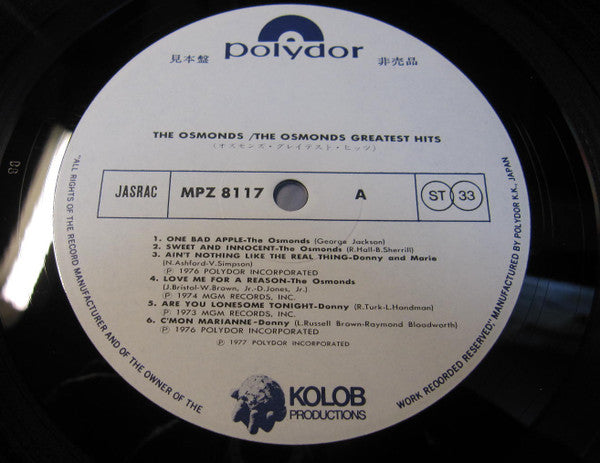 polydor
見本盤
非売品
THE OSMONDS /THE OSMONDS GREATEST HITS
(オズモンズ・グレイテスト・ヒッツ)
JASRAC
MPZ 8117
A
ST
33
1. ONE BAD APPLE-The Osmonds (George Jackson)
2. SWEET AND INNOCENT-The Osmonds (R.Hall-B.Sherrill)
3. AIN'T NOTHING LIKE THE REAL THING-Donny and Marie
(N.Ashford-V.Simpson)
Ⓟ 1976 POLYDOR INCORPORATED
4. LOVE ME FOR A REASON-The Osmonds
(J.Bristol-W.Brown, Jr-D.Jones, Jr.)
Ⓟ 1974 MGM RECORDS, INC.
5. ARE YOU LONESOME TONIGHT-Donny (R.Turk-L.Handman)
Ⓟ 1973 MGM RECORDS, INC.
6. C'MON MARIANNE-Donny (L.Russell Brown-Raymond Bloodworth)
Ⓟ 1976 POLYDOR INCORPORATED
Ⓟ 1977 POLYDOR INCORPORATED
KOLOB
PRODUCTIONS
"ALL RIGHTS OF THE RECORD MANUFACTURER AND OF THE OWNER OF THE
WORK RECORDED RESERVED," MANUFACTURED BY POLYDOR K.K., JAPAN